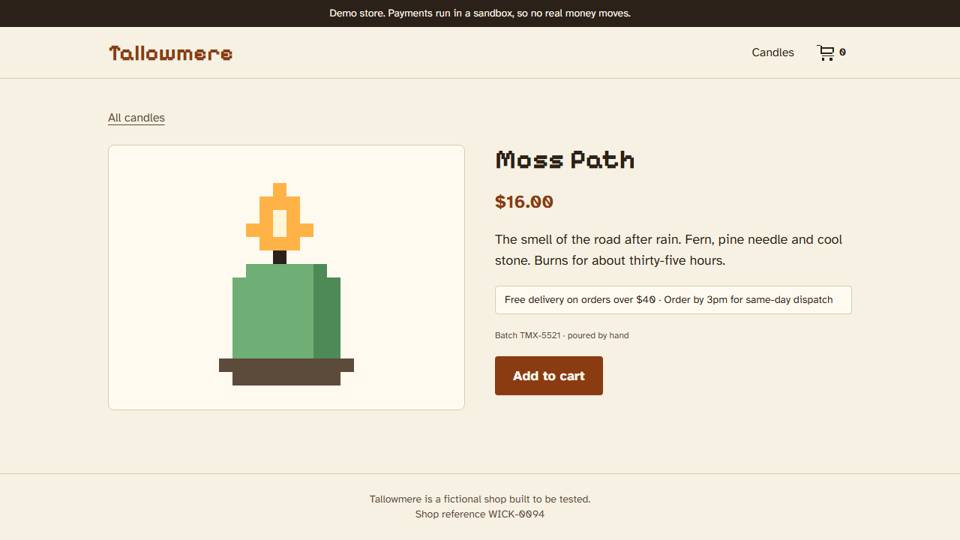 Demo store. Payments run in a sandbox, so no real money moves.
Tallowmere
Candles
0
All candles
Moss Path
$16.00
The smell of the road after rain. Fern, pine needle and cool
stone. Burns for about thirty-five hours.
Free delivery on orders over $40 · Order by 3pm for same-day dispatch
Batch TMX-5521 · poured by hand
Add to cart
Tallowmere is a fictional shop built to be tested.
Shop reference WICK-0094